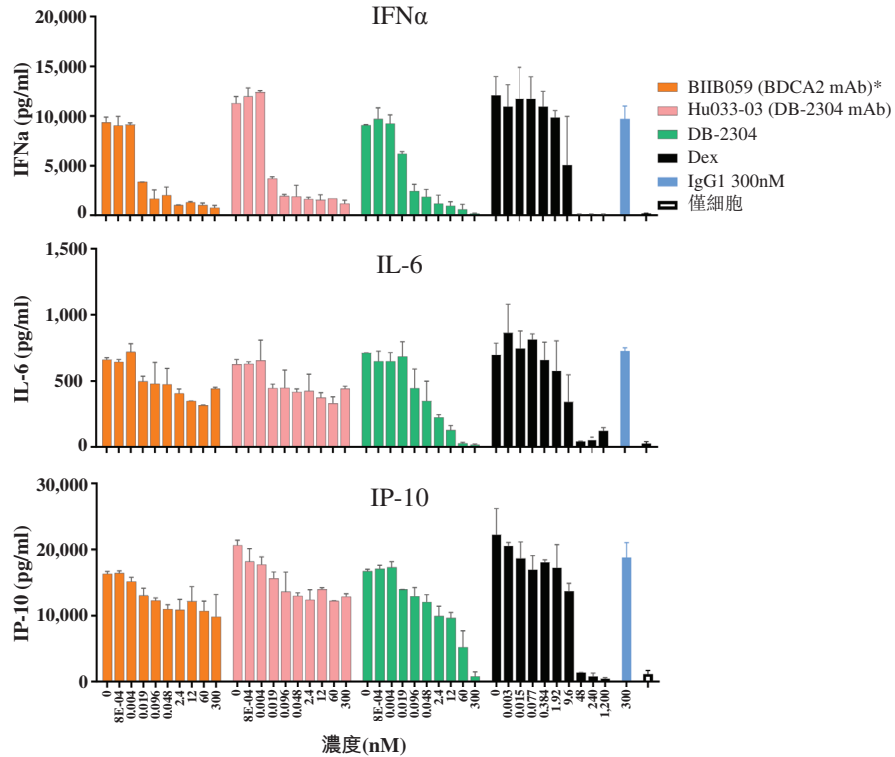 IFNα
20,000
15,000
10,000
5,000
0
IFNa (pg/ml)
BIIB059 (BDCA2 mAb)*
Hu033-03 (DB-2304 mAb)
DB-2304
Dex
IgG1 300nM
僅細胞
IL-6
1,500
1,000
500
0
IL-6 (pg/ml)
IP-10
30,000
20,000
10,000
0
IP-10 (pg/ml)
0 8E-04 0.004 0.019 0.096 0.048 2.4 12 60 300 0 8E-04 0.004 0.019 0.096 0.048 2.4 12 60 300 0 8E-04 0.004 0.019 0.096 0.048 2.4 12 60 300 0 0.003 0.015 0.077 0.384 1.92 9.6 48 240 1,200 300
濃度(nM)